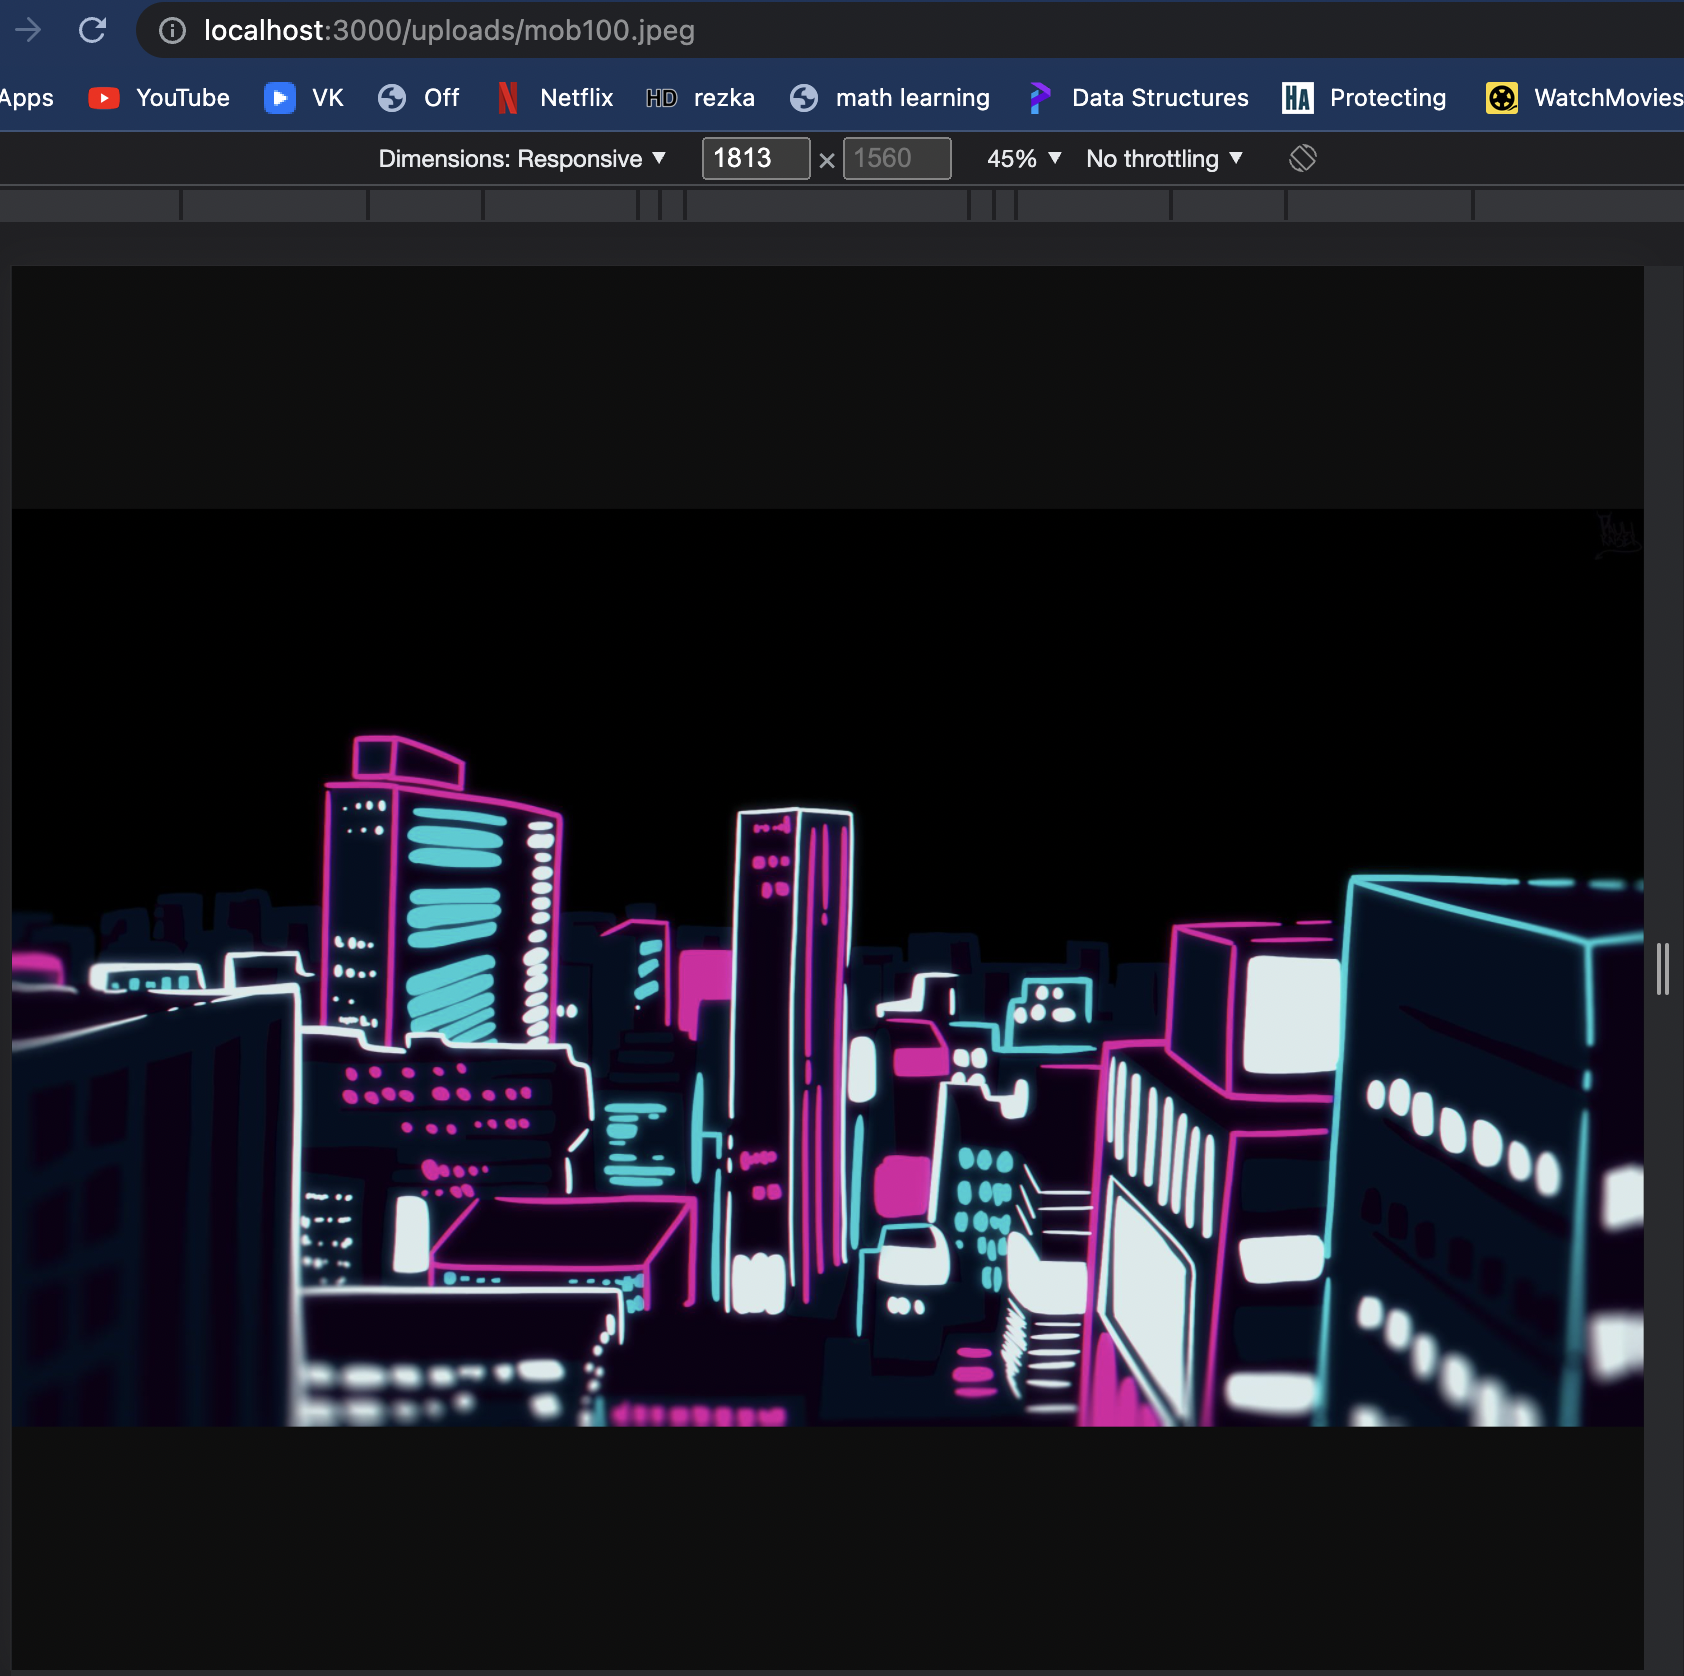 localhost:3000/uploads/mob100.jpeg
Apps YouTube VK Off Netflix HD rezka math learning Data Structures HA Protecting WatchMovies
Dimensions: Responsive 1813 × 1560 45% No throttling